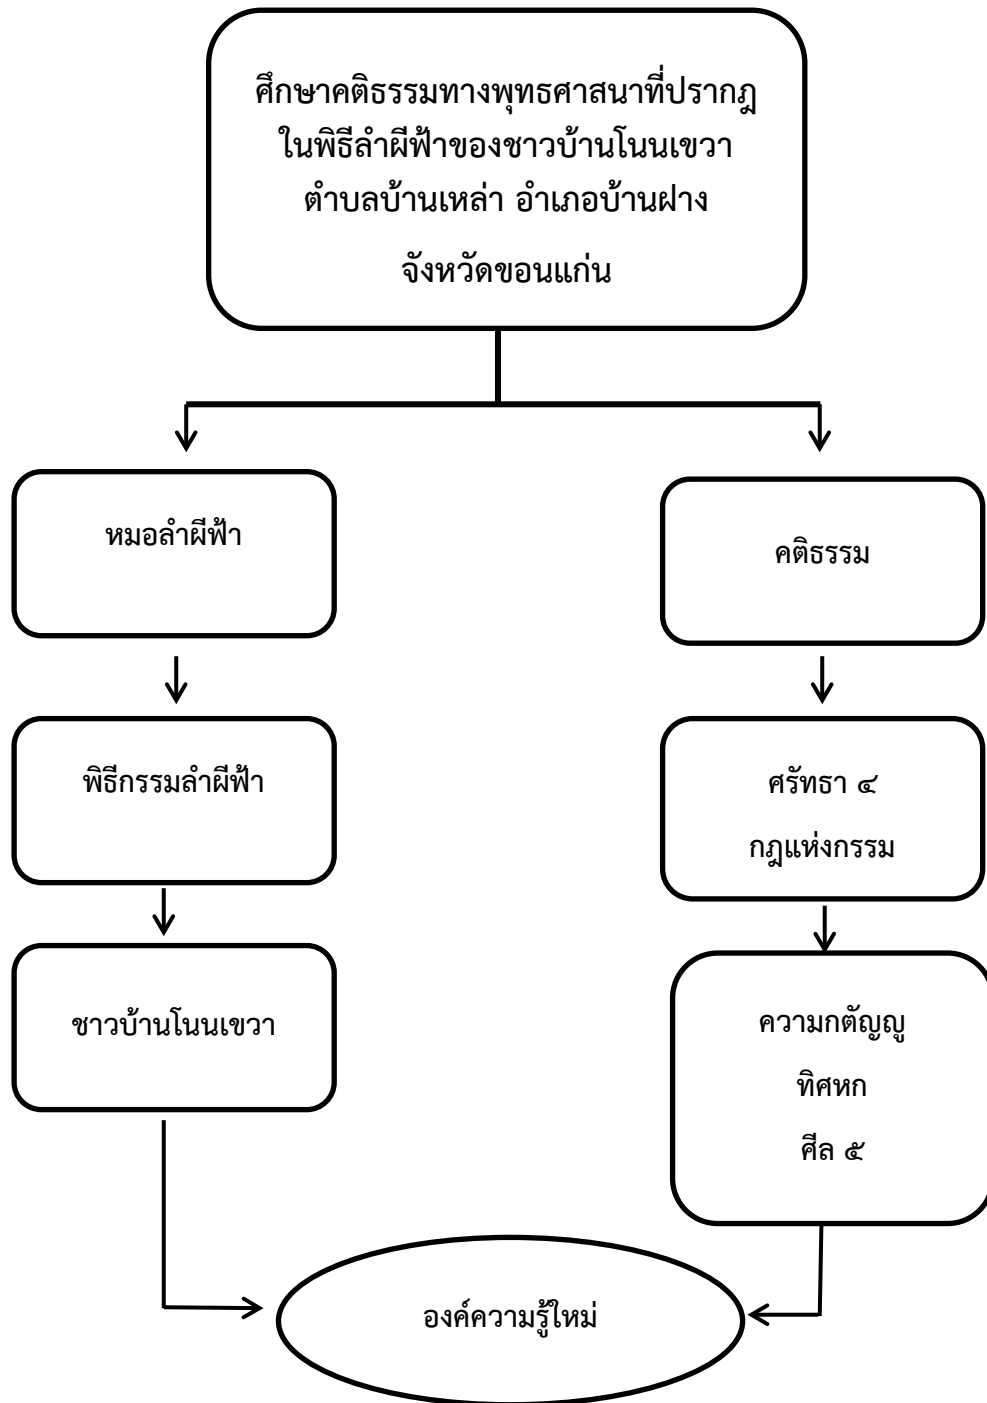 ศึกษาคติธรรมทางพุทธศาสนาที่ปรากฏ
ในพิธีลำผีฟ้าของชาวบ้านโนนเขวา
ตำบลบ้านเหล่า อำเภอบ้านฝาง
จังหวัดขอนแก่น
หมอลำผีฟ้า
คติธรรม
พิธีกรรมลำผีฟ้า
ศรัทธา ๔
กฎแห่งกรรม
ชาวบ้านโนนเขวา
ความกตัญญู
ทิศหก
ศีล ๕
องค์ความรู้ใหม่